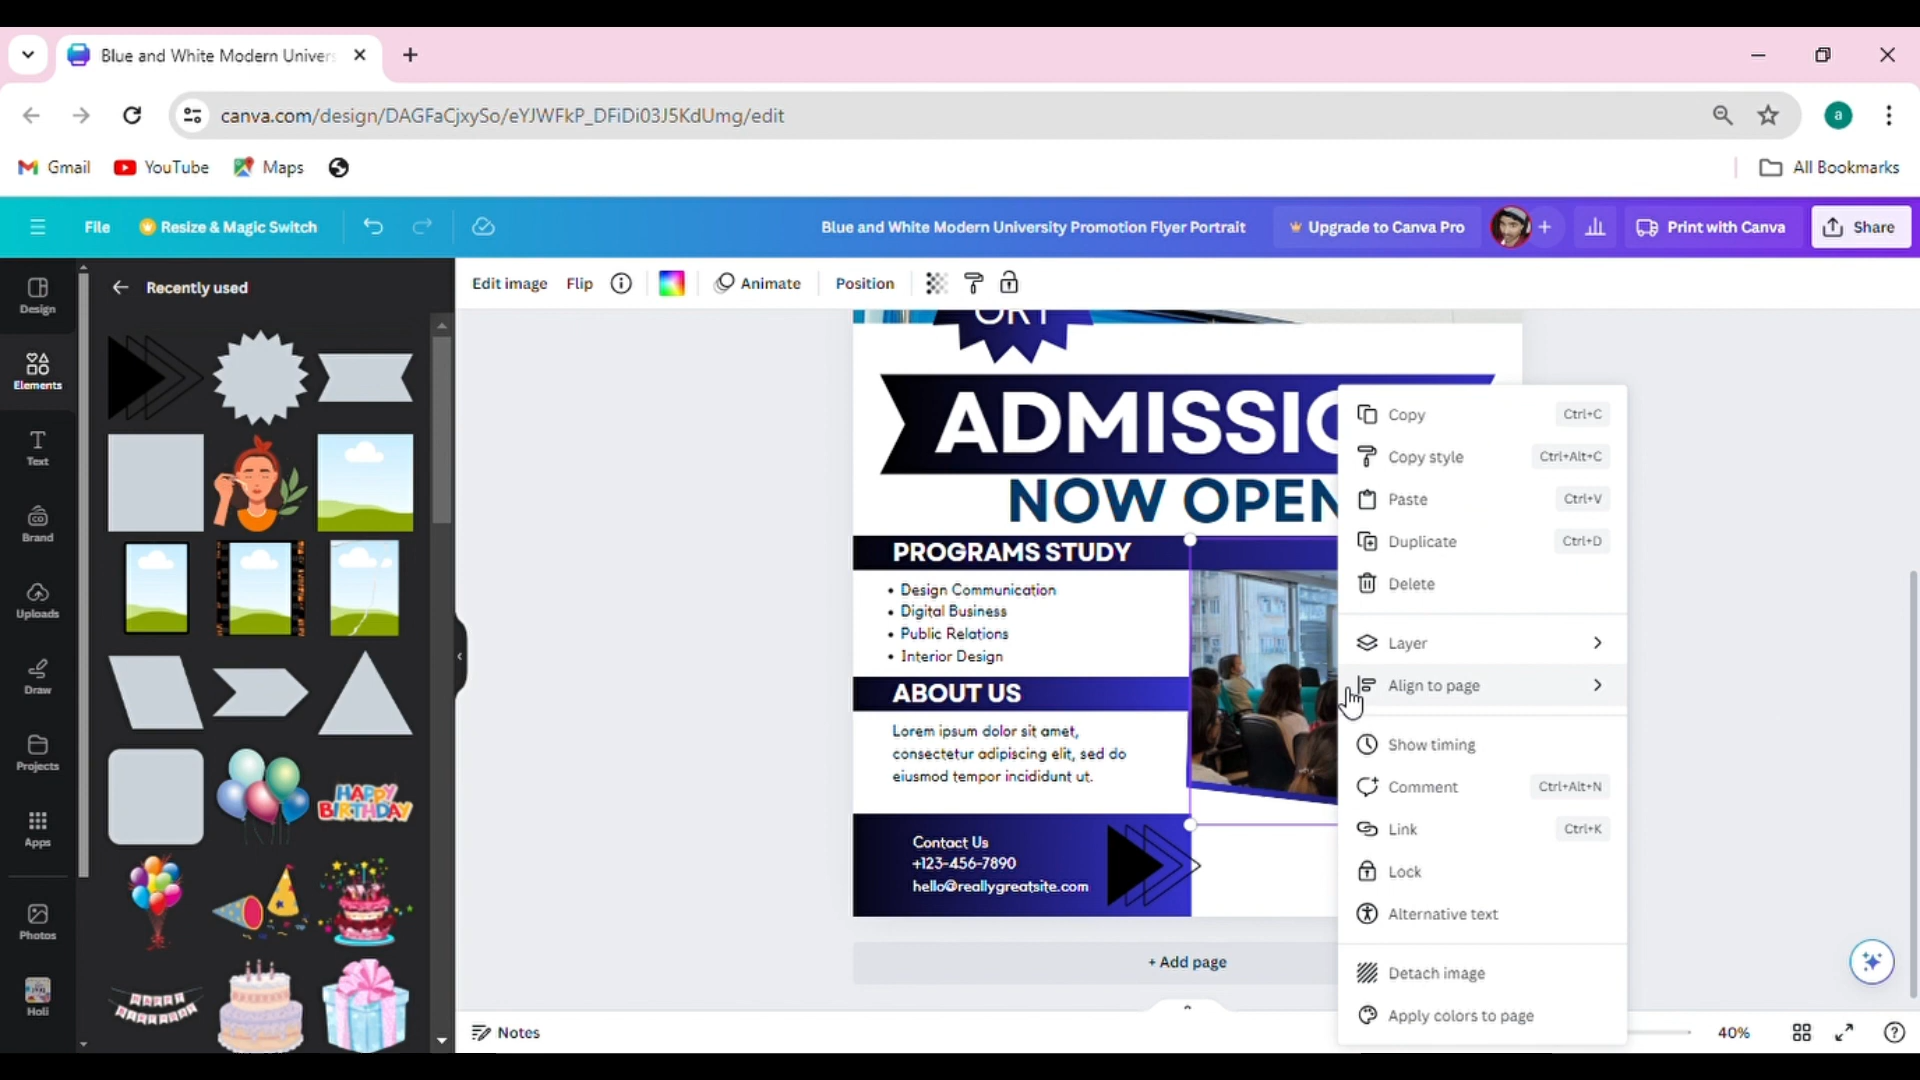 Blue and White Modern Univers
canva.com/design/DAGFaCjxySo/eYJWFkP_DFiDi03J5KdUmg/edit
a
Gmail
YouTube
Maps
All Bookmarks
File
Resize & Magic Switch
Blue and White Modern University Promotion Flyer Portrait
Upgrade to Canva Pro
Print with Canva
Share
Design
Elements
Text
Brand
Uploads
Draw
Projects
Apps
Photos
Holi
Recently used
HAPPY
BIRTHDAY
Edit image
Flip
Animate
Position
ORT
ADMISSIO
NOW OPEN
PROGRAMS STUDY
• Design Communication
• Digital Business
• Public Relations
• Interior Design
ABOUT US
Lorem ipsum dolor sit amet,
consectetur adipiscing elit, sed do
eiusmod tempor incididunt ut.
Contact Us
+123-456-7890
hello@reallygreatsite.com
+ Add page
Copy Ctrl+C
Copy style Ctrl+Alt+C
Paste Ctrl+V
Duplicate Ctrl+D
Delete
Layer
Align to page
Show timing
Comment Ctrl+Alt+N
Link Ctrl+K
Lock
Alternative text
Detach image
Apply colors to page
Notes
40%